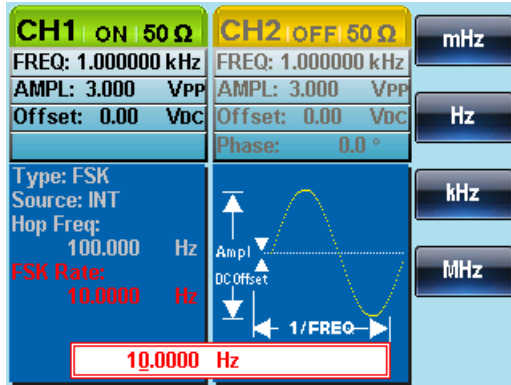 CH1 ON 50 Ω
FREQ: 1.000000 kHz
AMPL: 3.000 VPP
Offset: 0.00 VDC
CH2 OFF 50 Ω
FREQ: 1.000000 kHz
AMPL: 3.000 VPP
Offset: 0.00 VDC
Phase: 0.0 °
Type: FSK
Source: INT
Hop Freq:
100.000 Hz
FSK Rate:
10.0000 Hz
Ampl
DC Offset
1/FREQ
10.0000 Hz
mHz
Hz
kHz
MHz